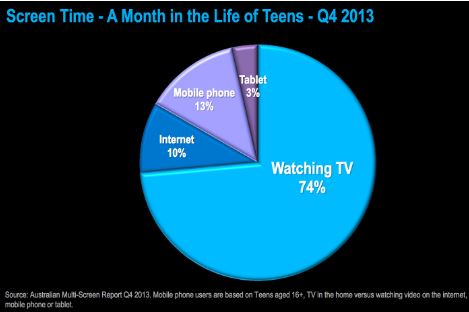 Screen Time - A Month in the Life of Teens - Q4 2013
Tablet
3%
Mobile phone
13%
Internet
10%
Watching TV
74%
Source: Australian Multi-Screen Report Q4 2013. Mobile phone users are based on Teens aged 16+, TV in the home versus watching video on the internet,
mobile phone or tablet.